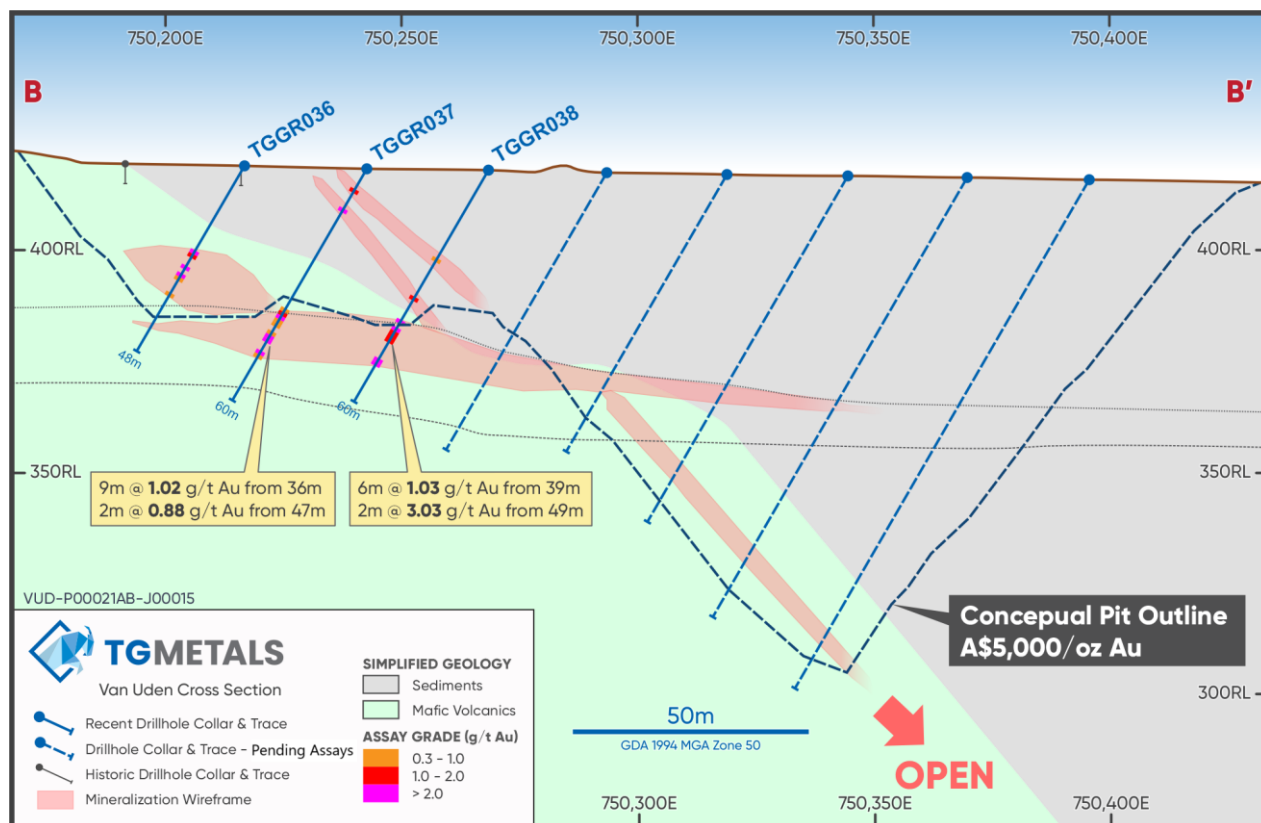 750,200E
750,250E
750,300E
750,350E
750,400E
B
B'
TGGR036
TGGR037
TGGR038
400RL
400RL
48m
60m
60m
350RL
350RL
9m @ 1.02 g/t Au from 36m
2m @ 0.88 g/t Au from 47m
6m @ 1.03 g/t Au from 39m
2m @ 3.03 g/t Au from 49m
VUD-P00021AB-J00015
Concepual Pit Outline
A$5,000/oz Au
TGMETALS
Van Uden Cross Section
Recent Drillhole Collar & Trace
Drillhole Collar & Trace - Pending Assays
Historic Drillhole Collar & Trace
Mineralization Wireframe
SIMPLIFIED GEOLOGY
Sediments
Mafic Volcanics
ASSAY GRADE (g/t Au)
0.3 - 1.0
1.0 - 2.0
> 2.0
50m
GDA 1994 MGA Zone 50
300RL
OPEN
750,300E
750,350E
750,400E